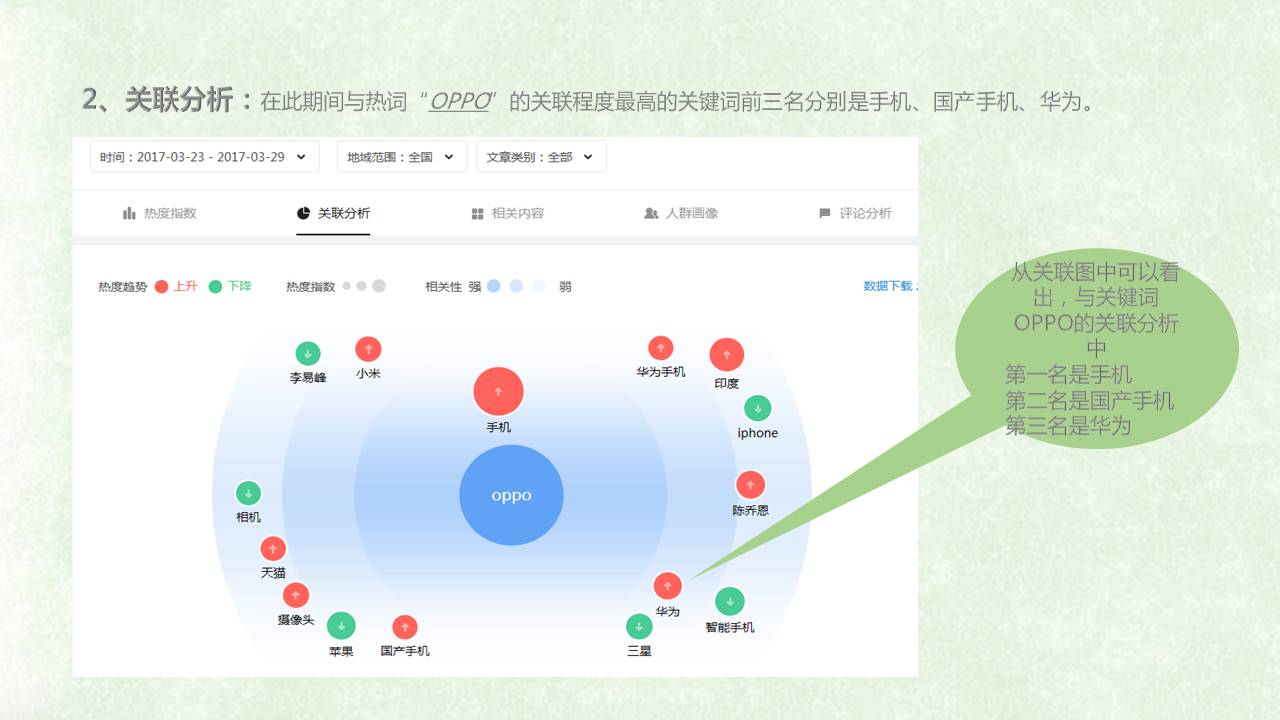 2、关联分析：在此期间与热词“OPPO”的关联程度最高的关键词前三名分别是手机、国产手机、华为。
时间：2017-03-23 - 2017-03-29
地域范围：全国
文章类别：全部
热度指数
关联分析
相关内容
人群画像
评论分析
热度趋势 上升 下降
热度指数
相关性 强 弱
数据下载
李易峰
小米
手机
华为手机
印度
iphone
oppo
相机
陈乔恩
天猫
摄像头
苹果
国产手机
华为
三星
智能手机
从关联图中可以看
出，与关键词
OPPO的关联分析
中
第一名是手机
第二名是国产手机
第三名是华为